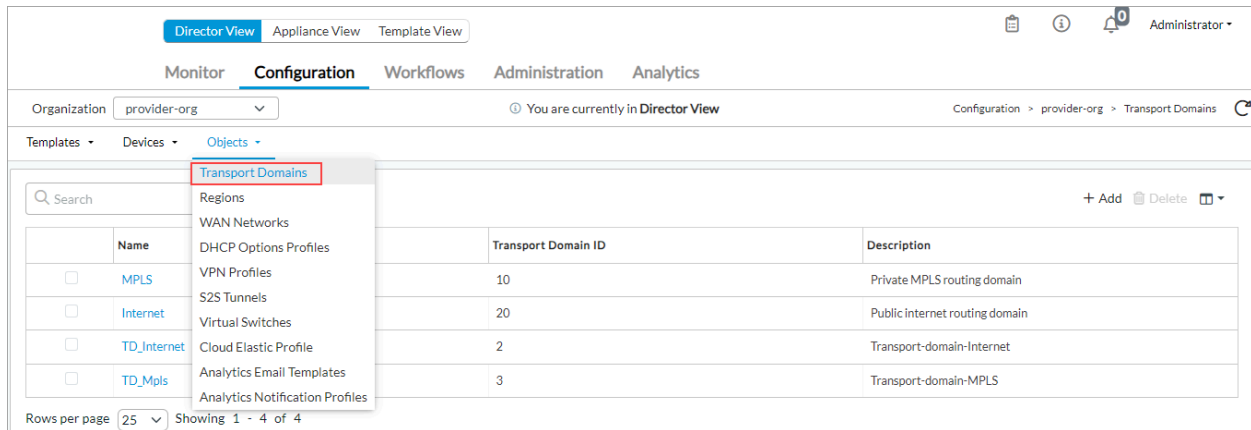 Director View Appliance View Template View 0 Administrator
Monitor Configuration Workflows Administration Analytics
Organization provider-org You are currently in Director View Configuration > provider-org > Transport Domains
Templates Devices Objects
Transport Domains
Search Regions + Add Delete
WAN Networks
Name DHCP Options Profiles Transport Domain ID Description
VPN Profiles
MPLS 10 Private MPLS routing domain
S2S Tunnels
Internet 20 Public internet routing domain
Virtual Switches
TD_Internet Cloud Elastic Profile 2 Transport-domain-Internet
Analytics Email Templates
TD_Mpls 3 Transport-domain-MPLS
Analytics Notification Profiles
Rows per page 25 Showing 1 - 4 of 4